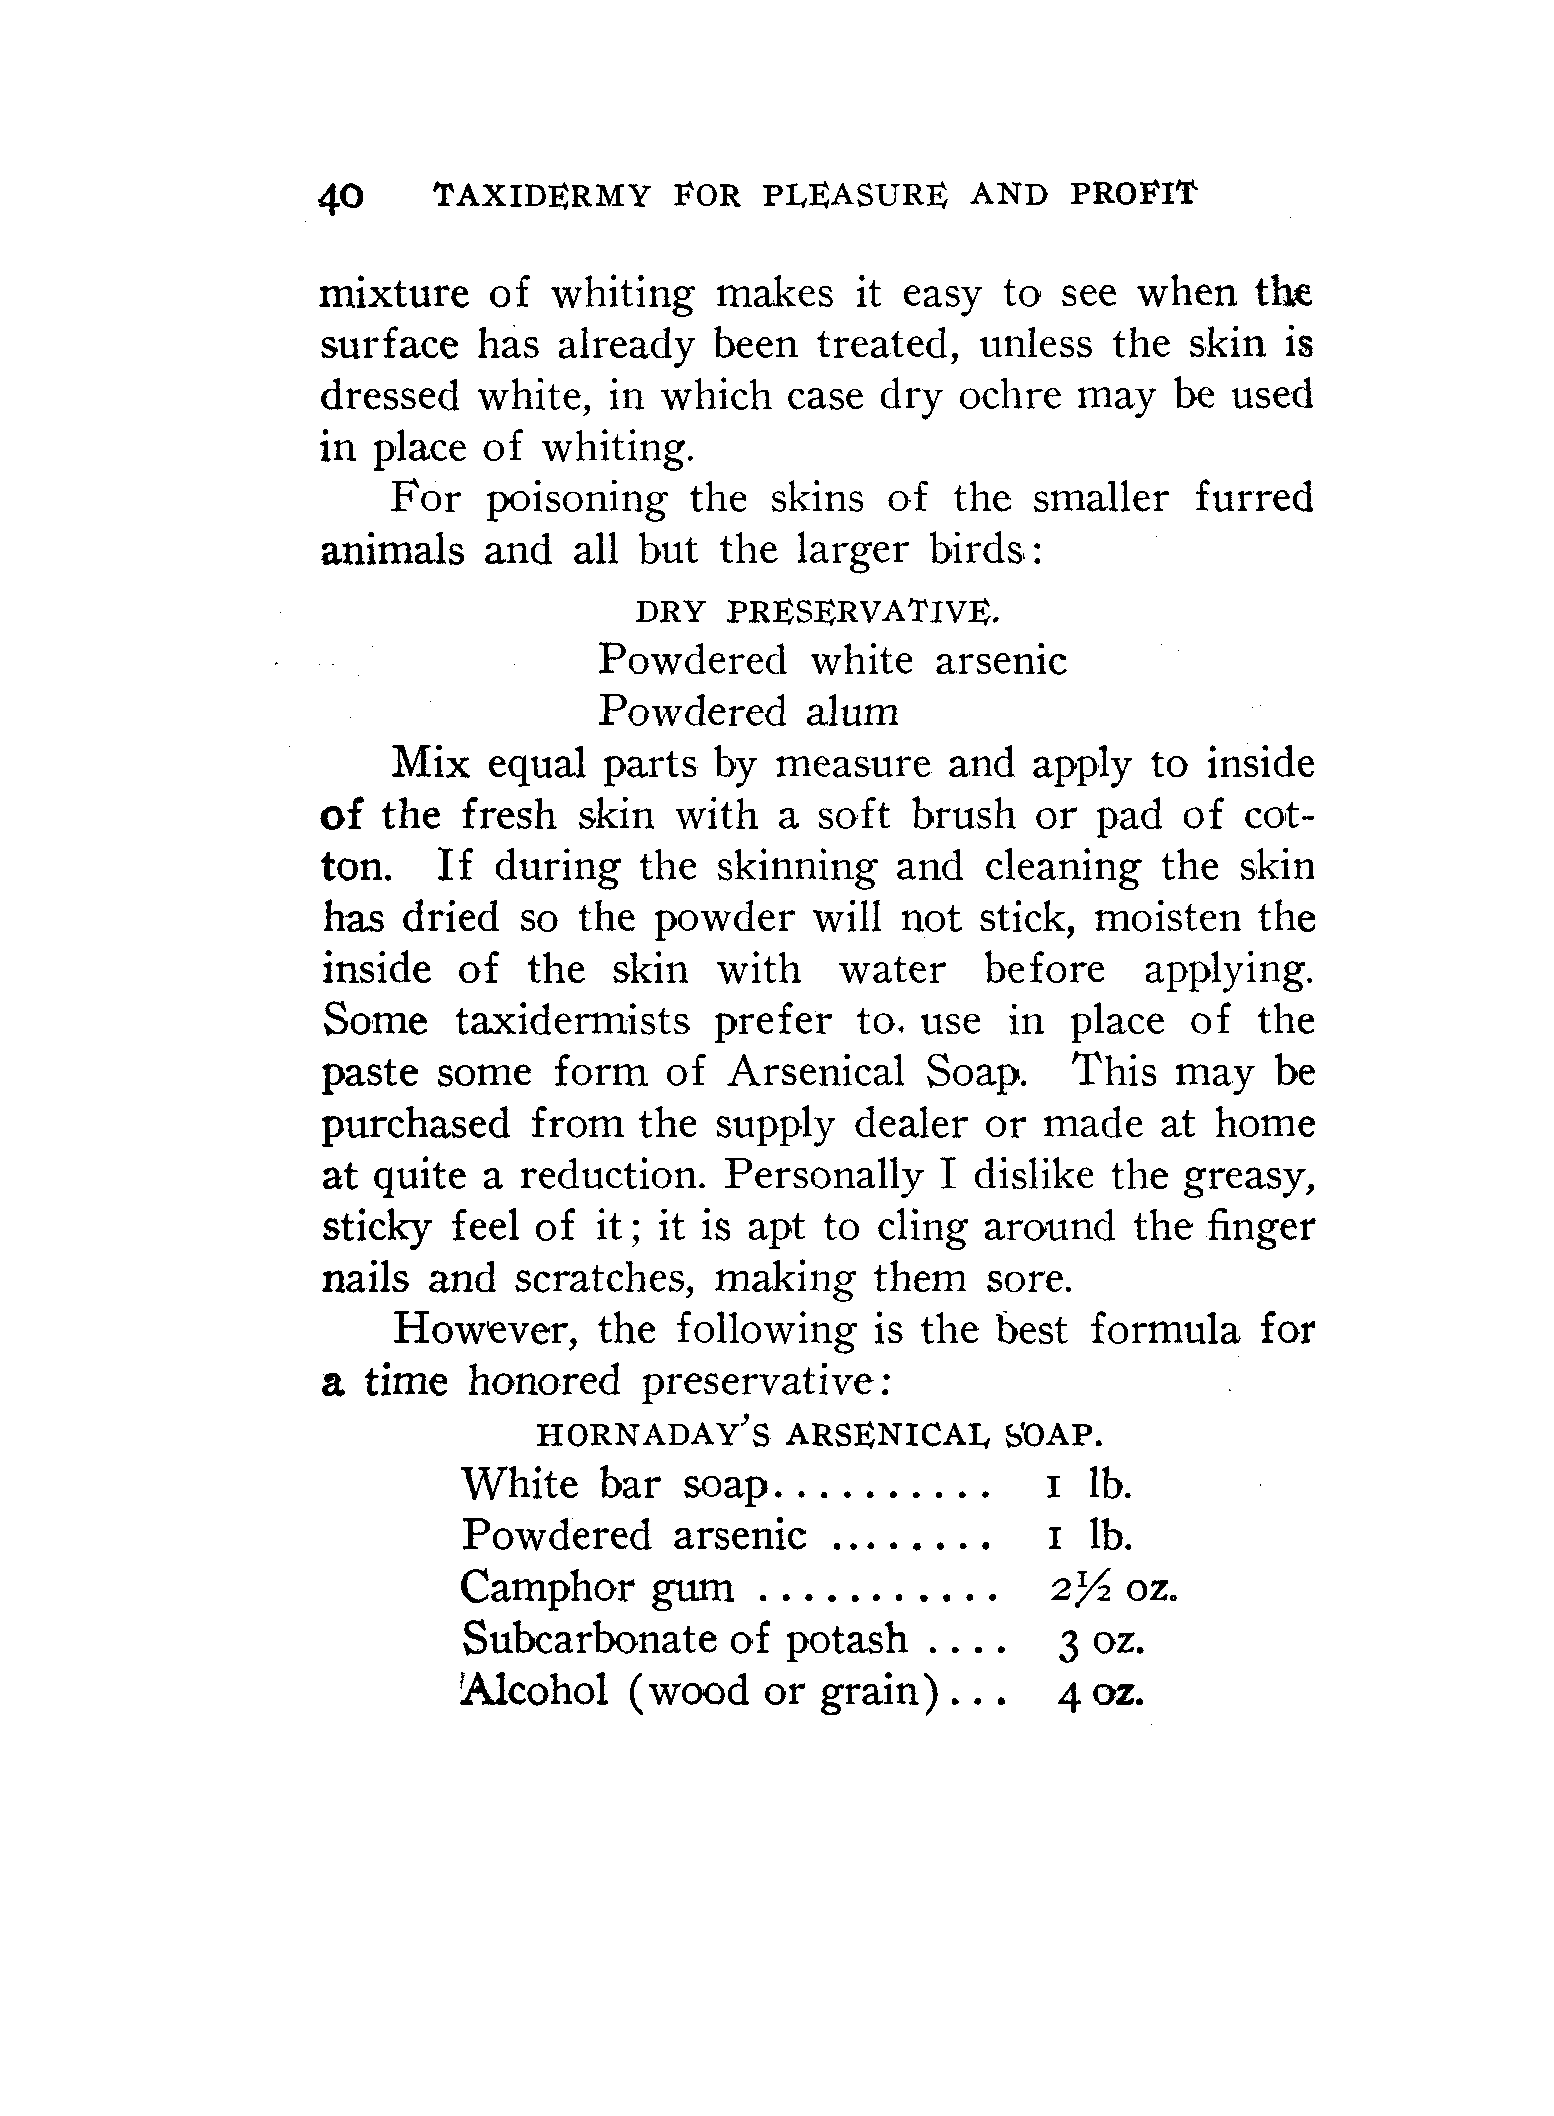 40 TAXIDERMY FOR PLEASURE AND PROFIT
mixture of whiting makes it easy to see when the
surface has already been treated, unless the skin is
dressed white, in which case dry ochre may be used
in place of whiting.
For poisoning the skins of the smaller furred
animals and all but the larger birds:
DRY PRESERVATIVE.
Powdered white arsenic
Powdered alum
Mix equal parts by measure and apply to inside
of the fresh skin with a soft brush or pad of cot-
ton. If during the skinning and cleaning the skin
has dried so the powder will not stick, moisten the
inside of the skin with water before applying.
Some taxidermists prefer to use in place of the
paste some form of Arsenical Soap. This may be
purchased from the supply dealer or made at home
at quite a reduction. Personally I dislike the greasy,
sticky feel of it; it is apt to cling around the finger
nails and scratches, making them sore.
However, the following is the best formula for
a time honored preservative:
HORNADAY'S ARSENICAL SOAP.
White bar soap.......... 1 lb.
Powdered arsenic ........ 1 lb.
Camphor gum ........... 2½ oz.
Subcarbonate of potash .... 3 oz.
Alcohol (wood or grain)... 4 oz.